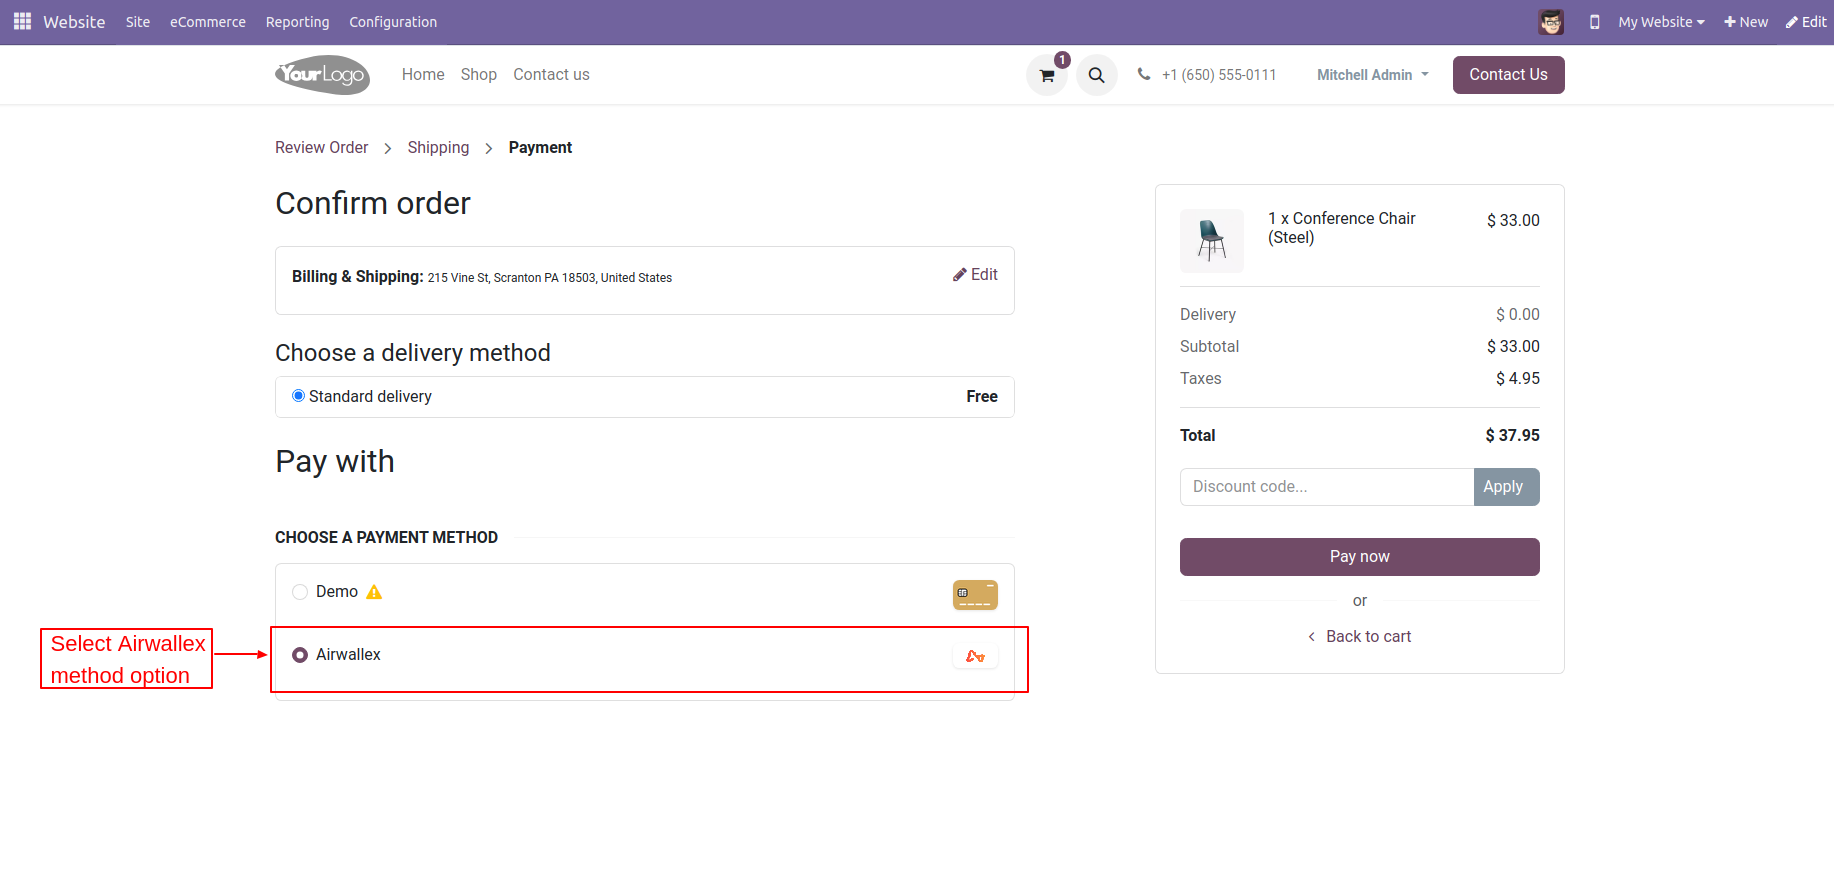 Website Site eCommerce Reporting Configuration My Website New Edit
YourLogo Home Shop Contact us 1 +1 (650) 555-0111 Mitchell Admin Contact Us
Review Order Shipping Payment
Confirm order
Billing & Shipping: 215 Vine St, Scranton PA 18503, United States Edit
Choose a delivery method
Standard delivery Free
Pay with
CHOOSE A PAYMENT METHOD
Demo
Airwallex
Select Airwallex
method option
1 x Conference Chair $ 33.00
(Steel)
Delivery $ 0.00
Subtotal $ 33.00
Taxes $ 4.95
Total $ 37.95
Discount code... Apply
Pay now
or
Back to cart